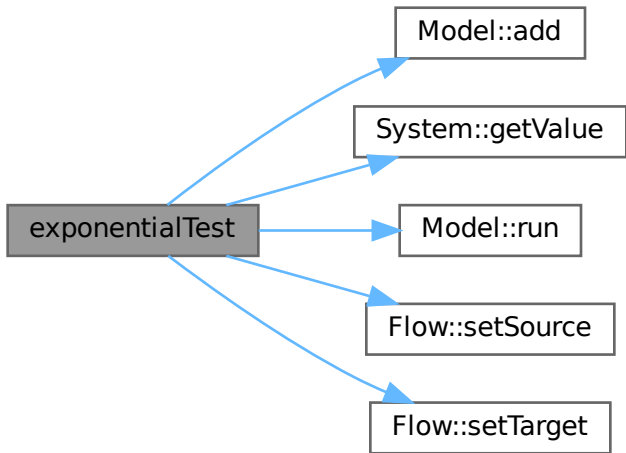 Model::add
System::getValue
exponentialTest
Model::run
Flow::setSource
Flow::setTarget